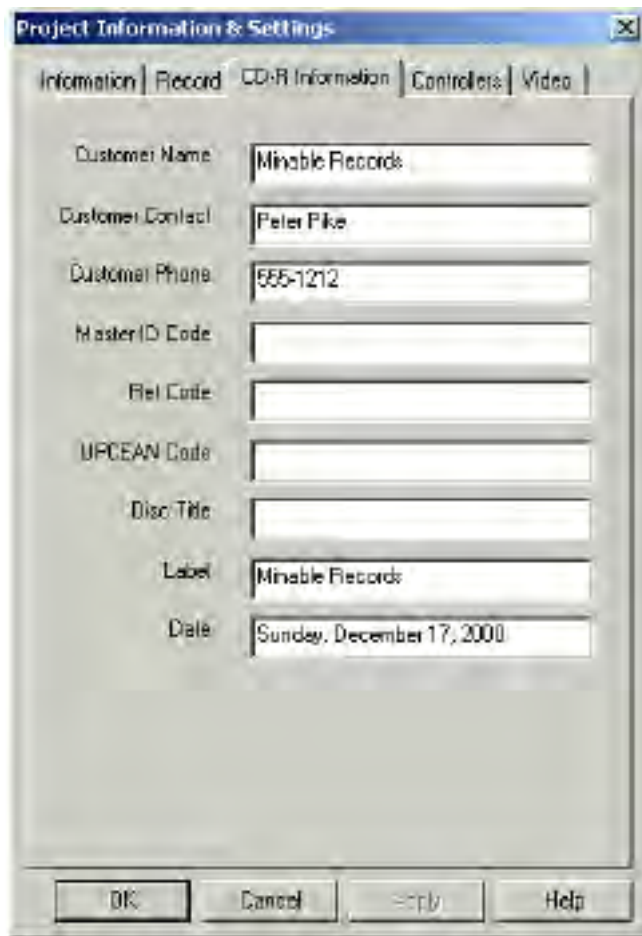 Project Information & Settings
Information Record CD-R Information Controllers Video
Customer Name Minable Records
Customer Contact Peter Pike
Customer Phone 555-1212
Master ID Code
Ref Code
UPCEAN Code
Disc Title
Label Minable Records
Date Sunday, December 17, 2000
OK Cancel Apply Help